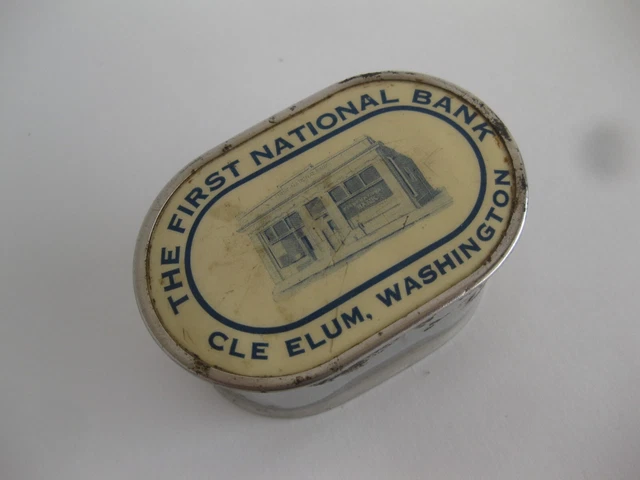 THE FIRST NATIONAL BANK
CLE ELUM, WASHINGTON